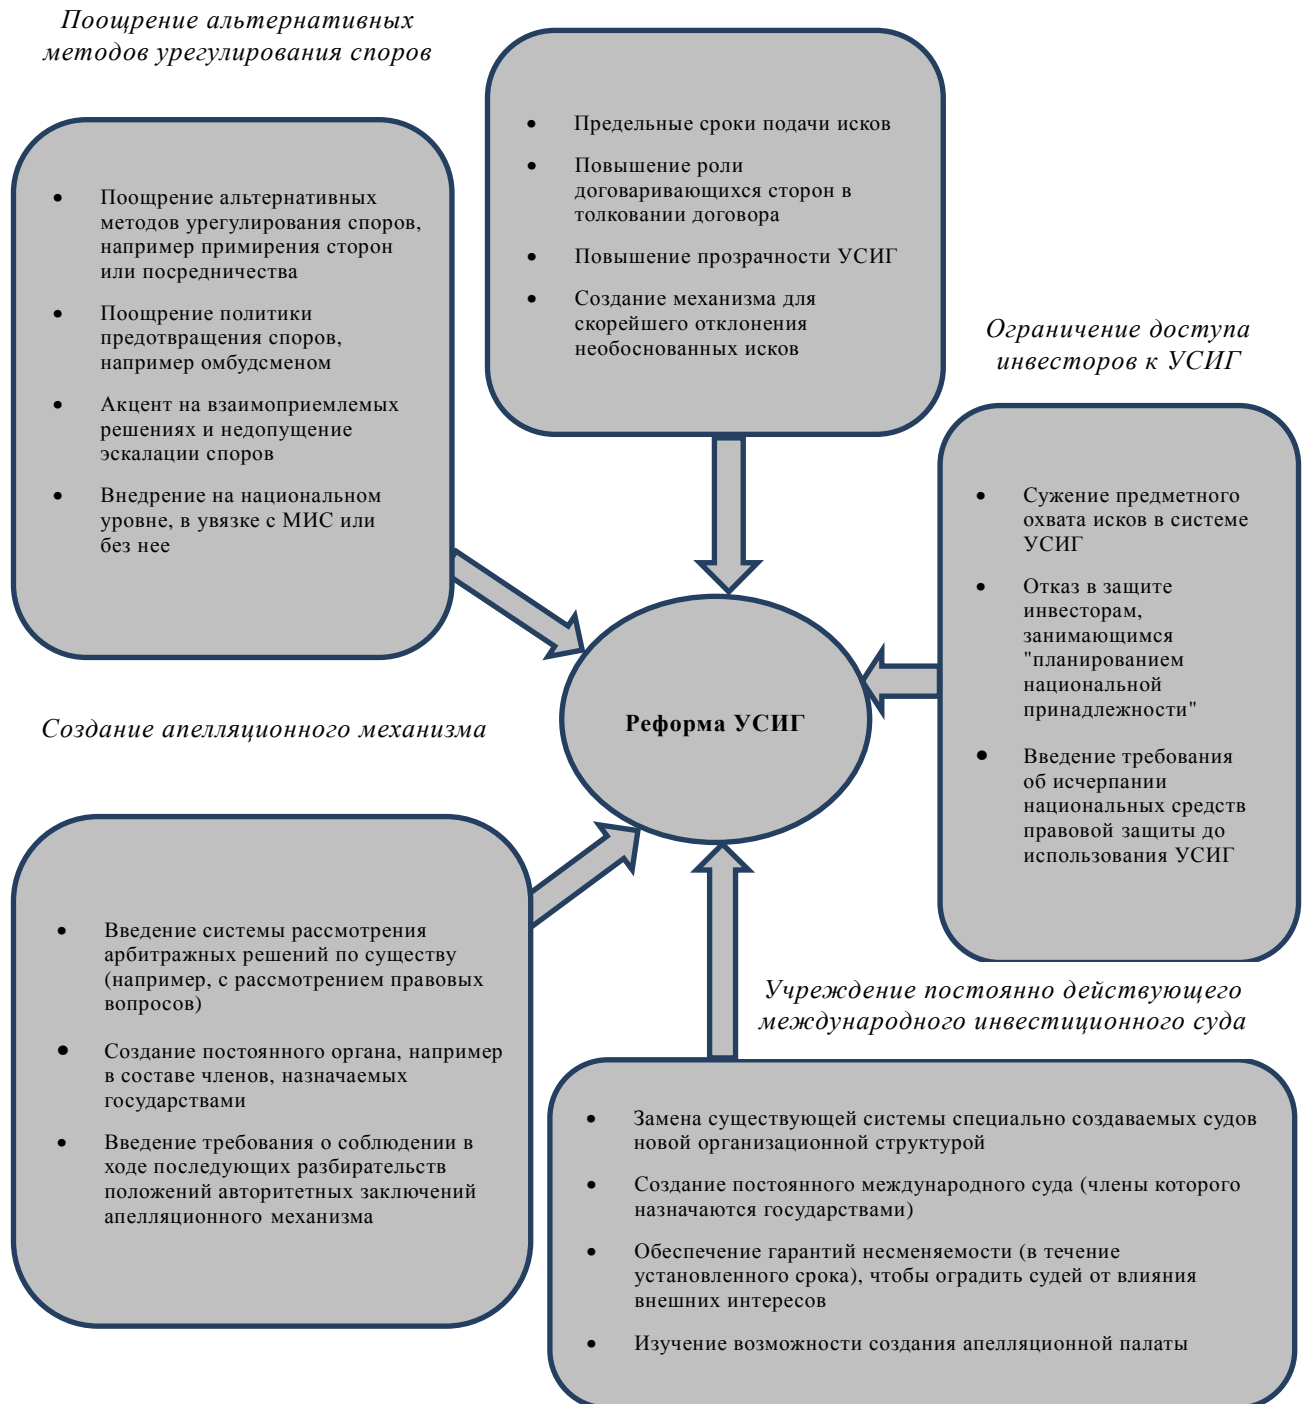 Поощрение альтернативных
методов урегулирования споров
• Поощрение альтернативных
методов урегулирования споров,
например примирения сторон
или посредничества
• Поощрение политики
предотвращения споров,
например омбудсменом
• Акцент на взаимоприемлемых
решениях и недопущение
эскалации споров
• Внедрение на национальном
уровне, в увязке с МИС или
без нее
• Предельные сроки подачи исков
• Повышение роли
договаривающихся сторон в
толковании договора
• Повышение прозрачности УСИГ
• Создание механизма для
скорейшего отклонения
необоснованных исков
Ограничение доступа
инвесторов к УСИГ
• Сужение предметного
охвата исков в системе
УСИГ
• Отказ в защите
инвесторам,
занимающимся
"планированием
национальной
принадлежности"
• Введение требования
об исчерпании
национальных средств
правовой защиты до
использования УСИГ
Реформа УСИГ
Создание апелляционного механизма
• Введение системы рассмотрения
арбитражных решений по существу
(например, с рассмотрением правовых
вопросов)
• Создание постоянного органа, например
в составе членов, назначаемых
государствами
• Введение требования о соблюдении в
ходе последующих разбирательств
положений авторитетных заключений
апелляционного механизма
Учреждение постоянно действующего
международного инвестиционного суда
• Замена существующей системы специально создаваемых судов
новой организационной структурой
• Создание постоянного международного суда (члены которого
назначаются государствами)
• Обеспечение гарантий несменяемости (в течение
установленного срока), чтобы оградить судей от влияния
внешних интересов
• Изучение возможности создания апелляционной палаты